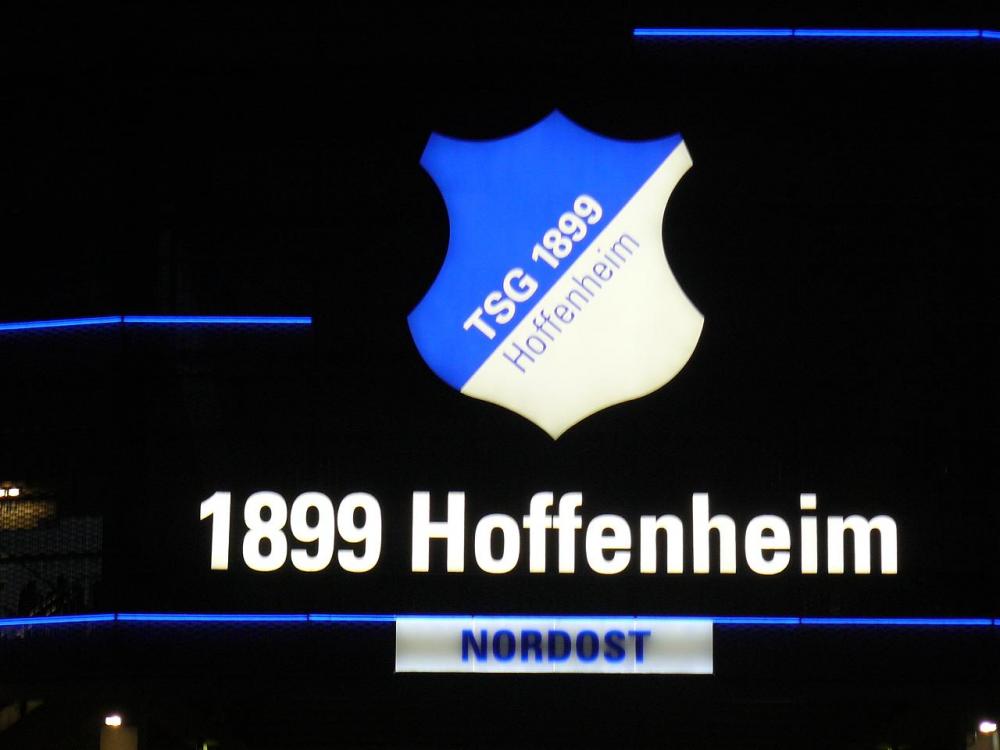 TSG 1899
Hoffenheim
1899 Hoffenheim
NORDOST